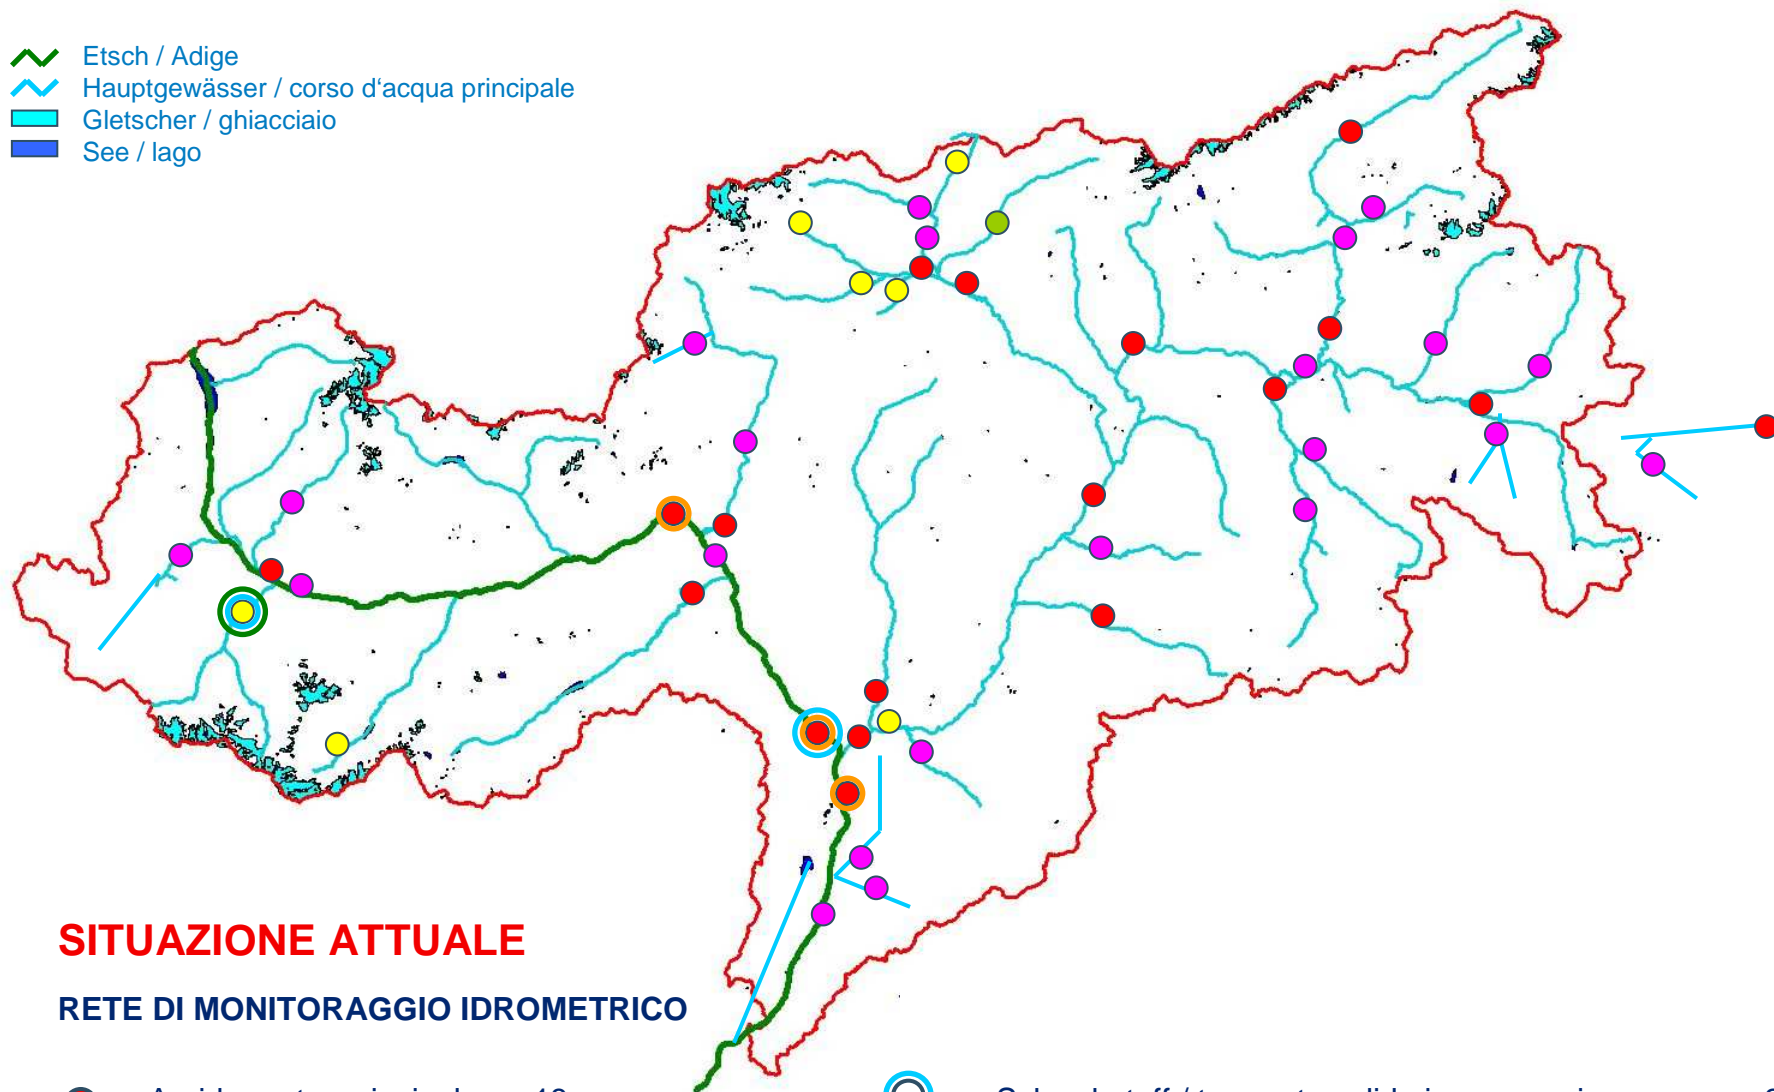 Etsch / Adige
Hauptgewässer / corso d‘acqua principale
Gletscher / ghiacciaio
See / lago
SITUAZIONE ATTUALE
RETE DI MONITORAGGIO IDROMETRICO